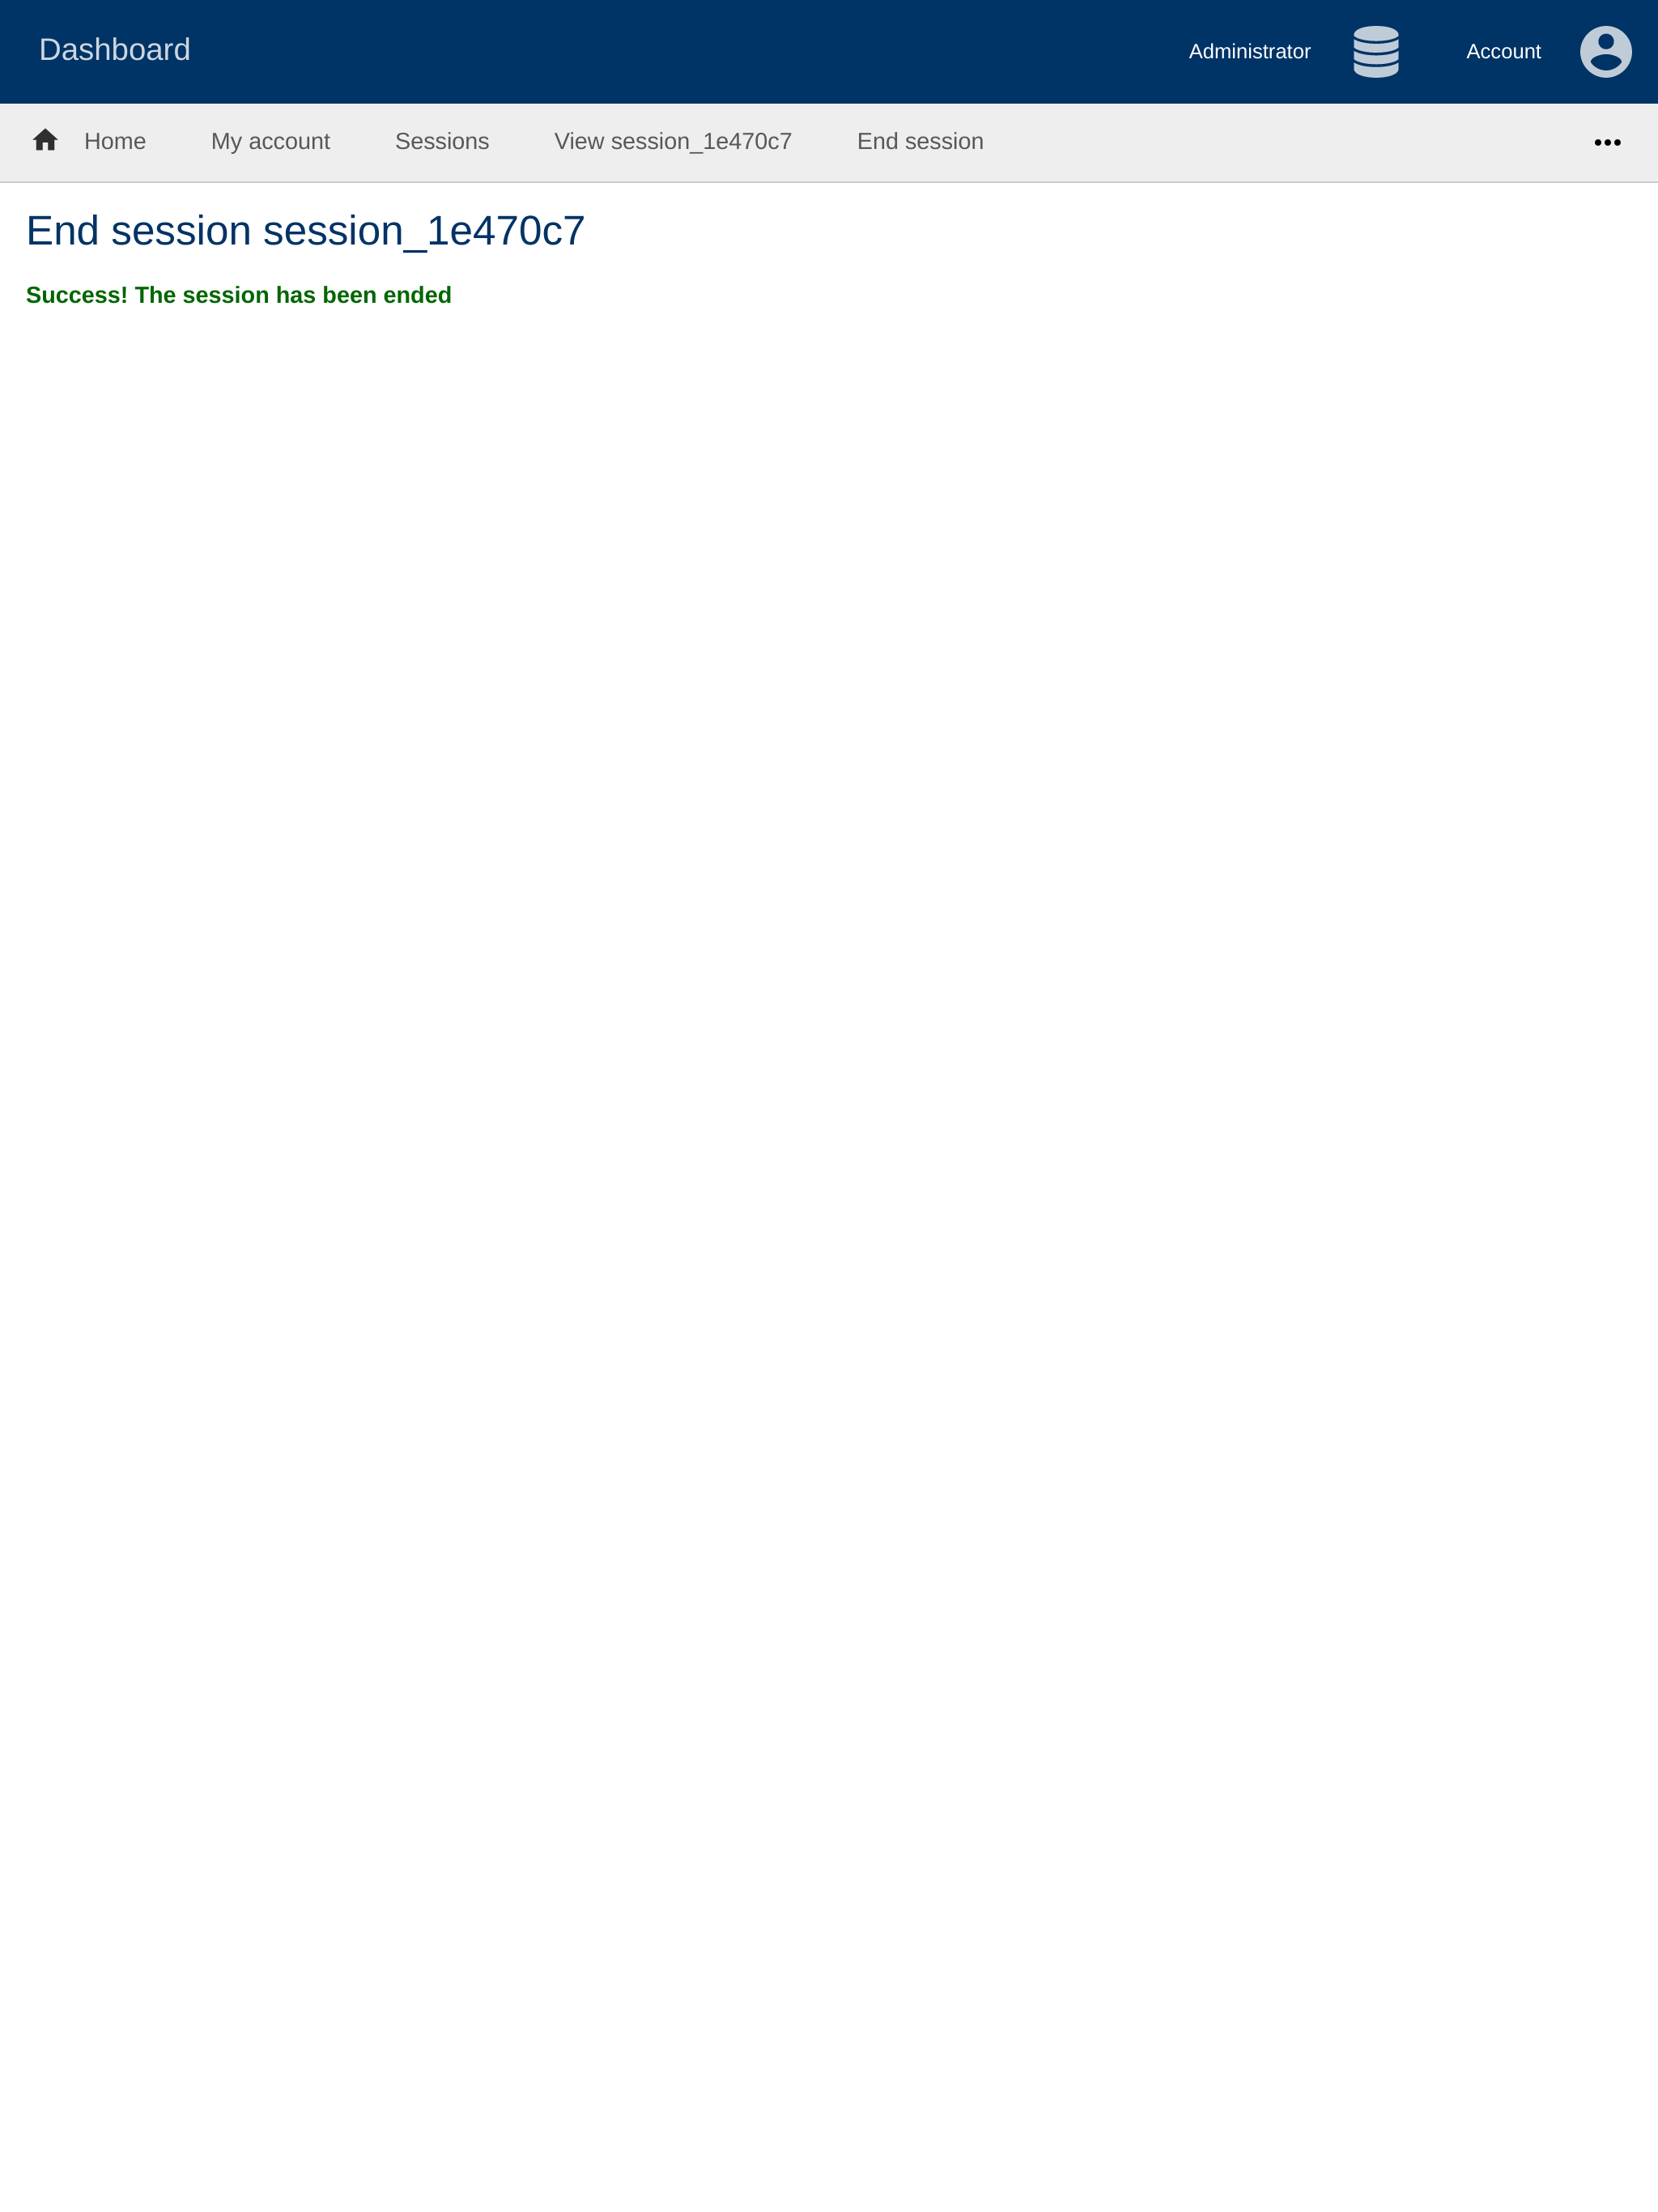 Dashboard
Administrator
Account
Home
My account
Sessions
View session_1e470c7
End session
End session session_1e470c7
Success! The session has been ended